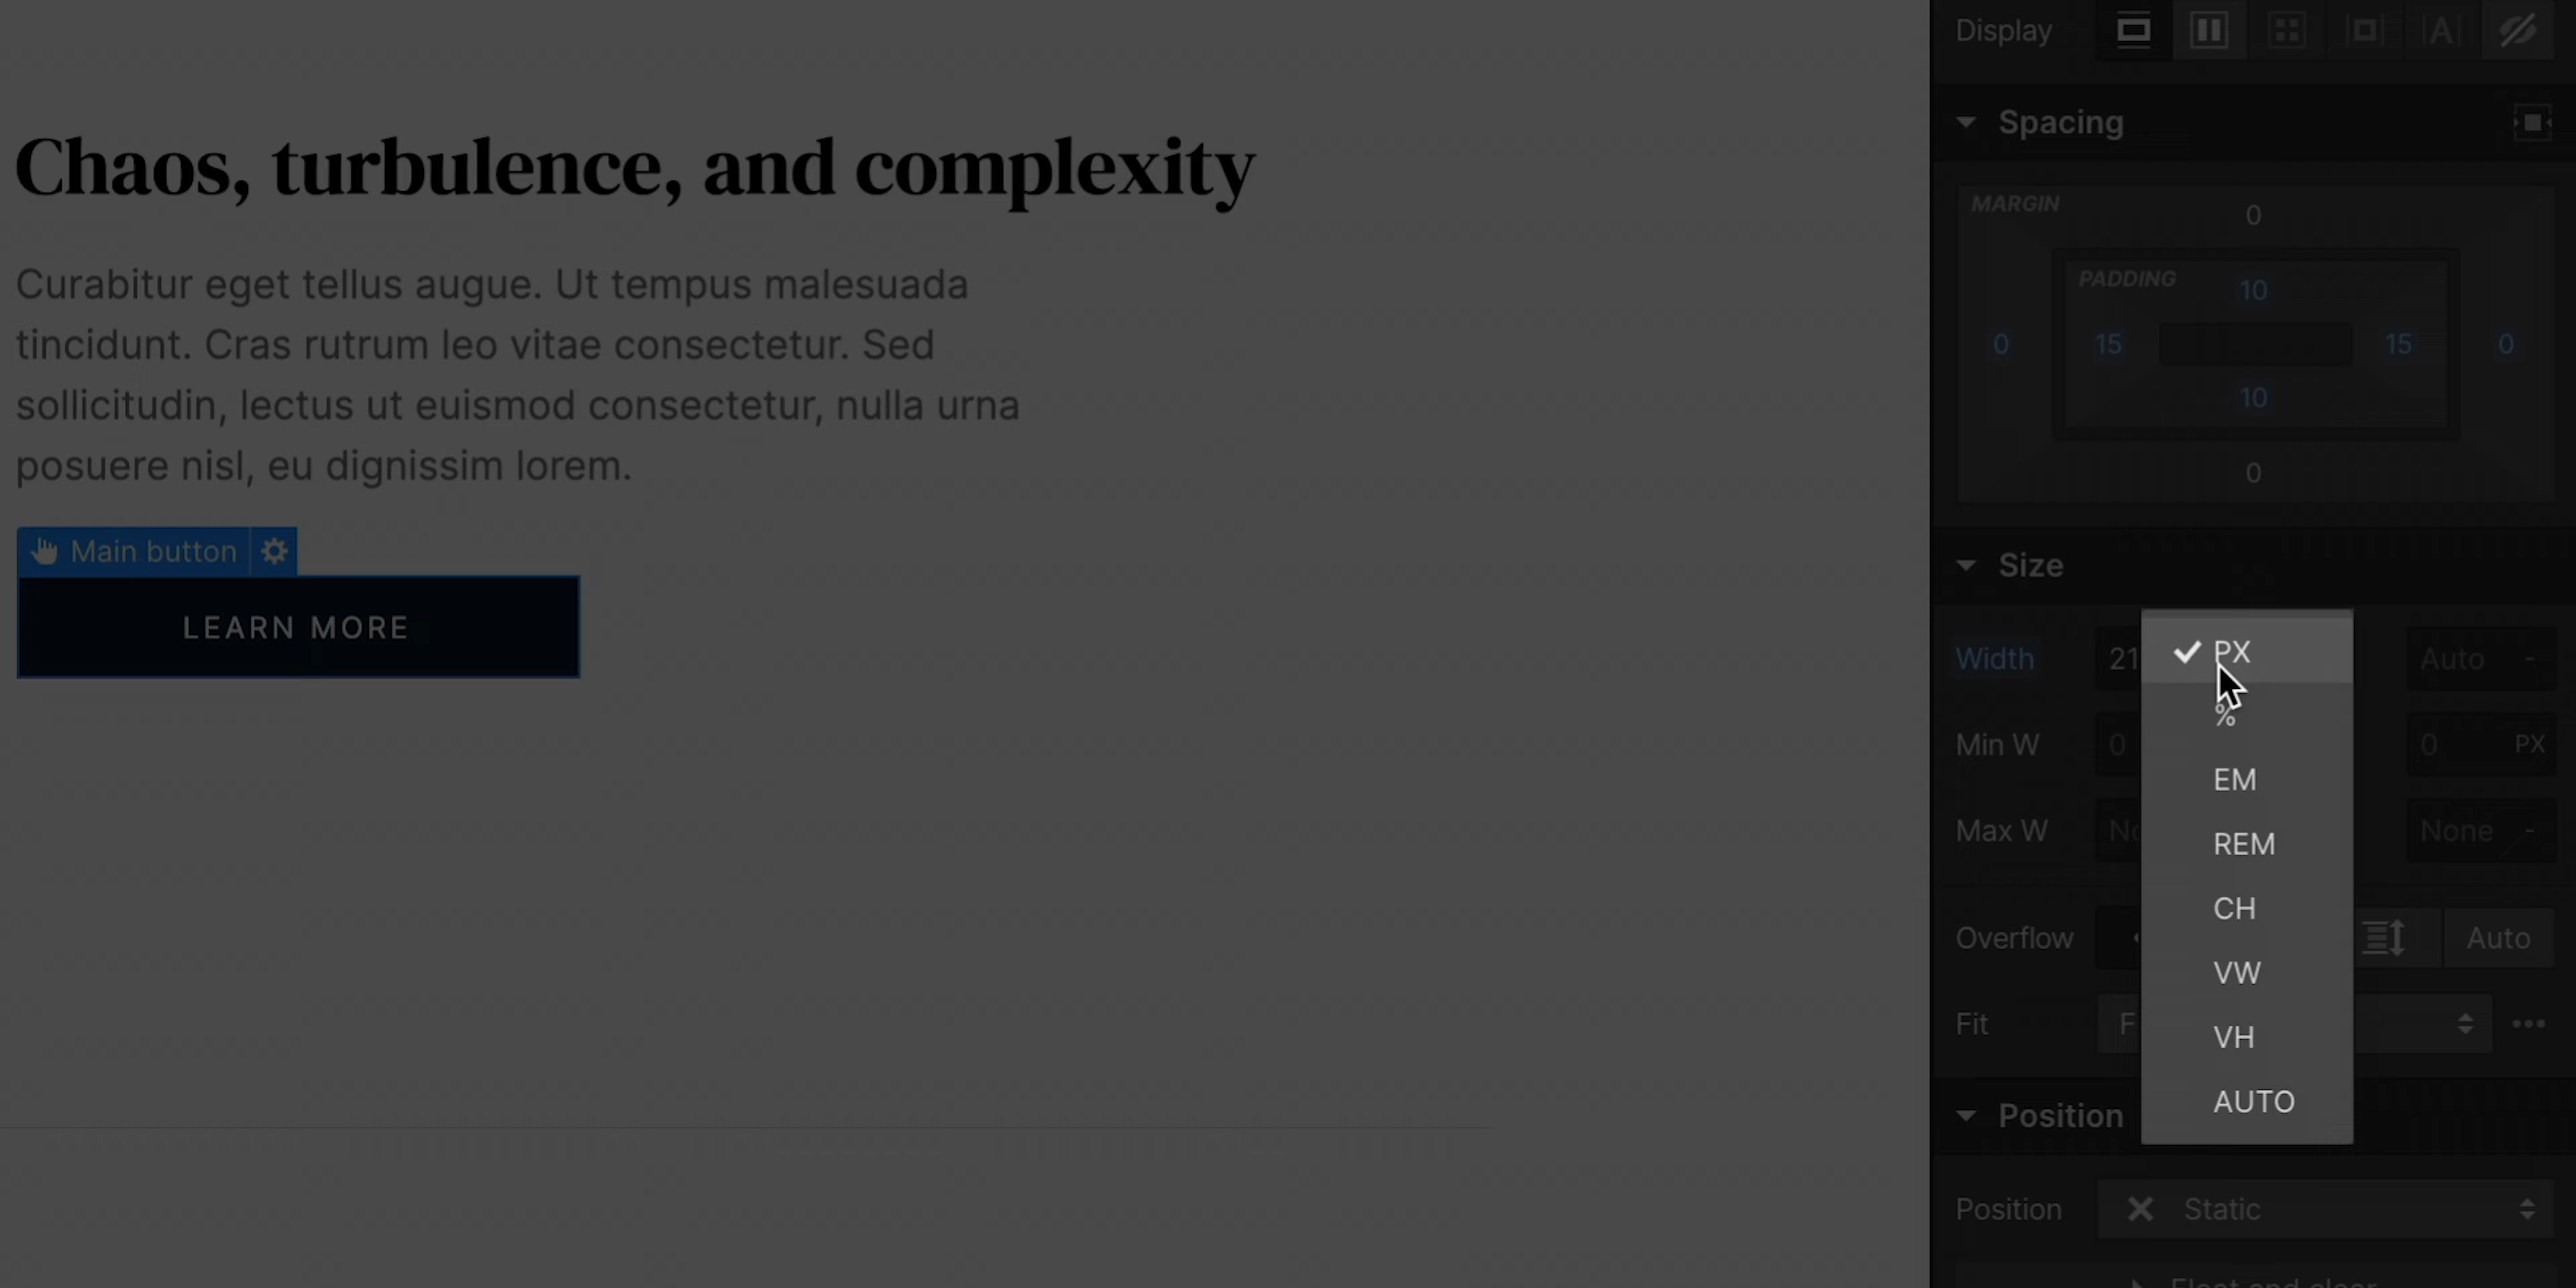 Chaos, turbulence, and complexity
Curabitur eget tellus augue. Ut tempus malesuada
tincidunt. Cras rutrum leo vitae consectetur. Sed
sollicitudin, lectus ut euismod consectetur, nulla urna
posuere nisl, eu dignissim lorem.
Main button
LEARN MORE
Display
Spacing
MARGIN
0
PADDING
10
0 15 15 0
10
0
Size
Width 21 Auto -
Min W 0 0 PX
Max W None -
Overflow Auto
Fit
PX
%
EM
REM
CH
VW
VH
AUTO
Position
Position Static
Float and clear